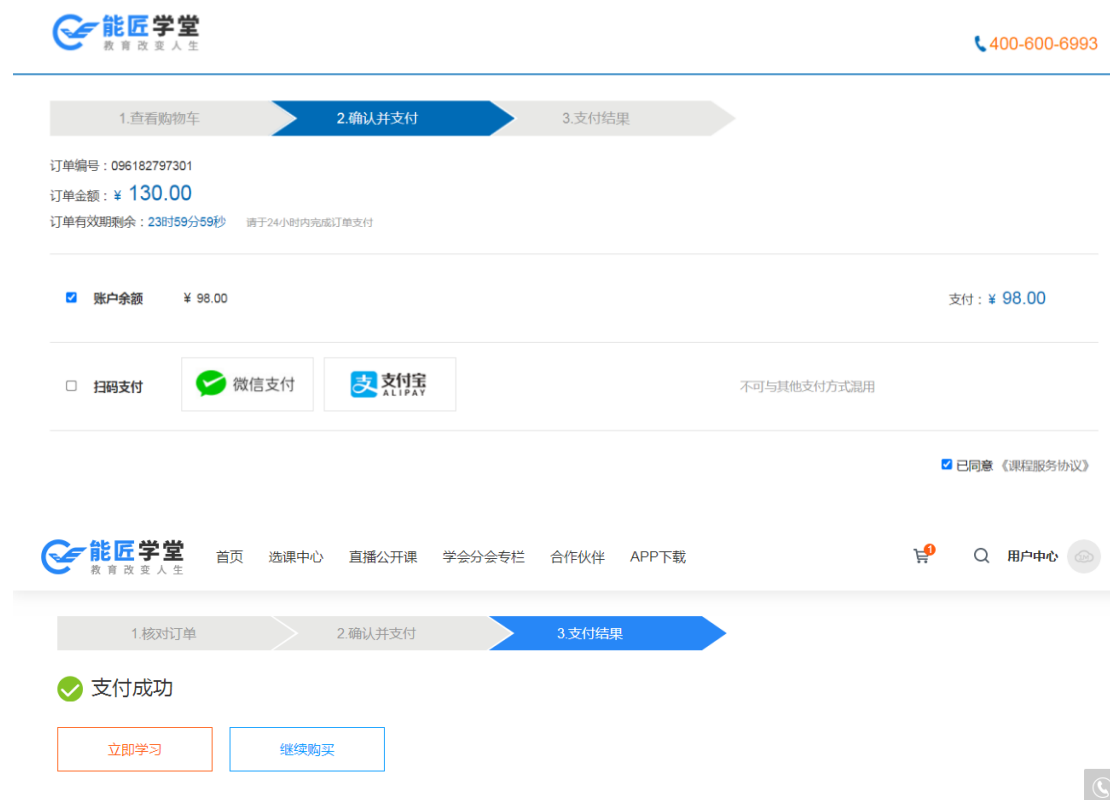 能匠学堂
教育改变人生
400-600-6993
1.查看购物车 2.确认并支付 3.支付结果
订单编号：096182797301
订单金额：¥ 130.00
订单有效期剩余：23时59分59秒 请于24小时内完成订单支付
账户余额 ¥ 98.00 支付：¥ 98.00
扫码支付 微信支付 支付宝 ALIPAY 不可与其他支付方式混用
已同意《课程服务协议》
能匠学堂
教育改变人生
首页 选课中心 直播公开课 学会分会专栏 合作伙伴 APP下载 1 用户中心
1.核对订单 2.确认并支付 3.支付结果
支付成功
立即学习 继续购买